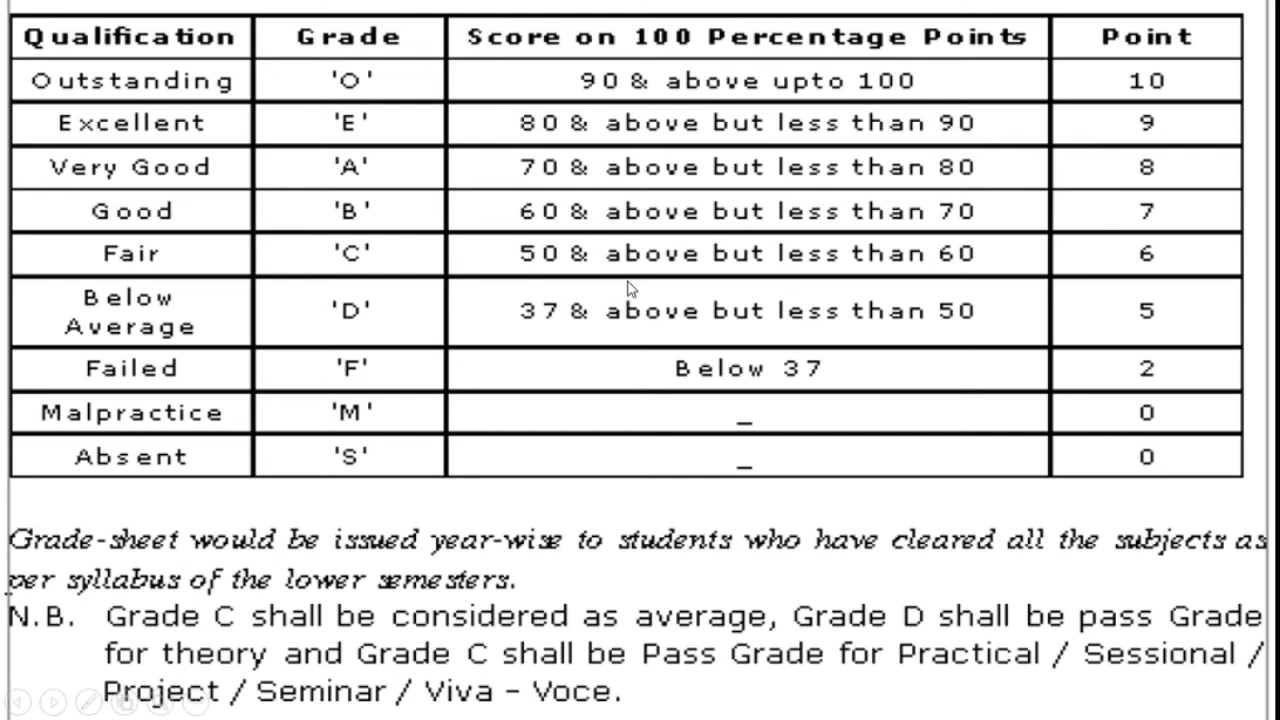 Qualification Grade Score on 100 Percentage Points Point
Outstanding 'O' 90 & above upto 100 10
Excellent 'E' 80 & above but less than 90 9
Very Good 'A' 70 & above but less than 80 8
Good 'B' 60 & above but less than 70 7
Fair 'C' 50 & above but less than 60 6
Below
Average 'D' 37 & above but less than 50 5
Failed 'F' Below 37 2
Malpractice 'M' _ 0
Absent 'S' _ 0
Grade-sheet would be issued year-wise to students who have cleared all the subjects as
per syllabus of the lower semesters.
N.B. Grade C shall be considered as average, Grade D shall be pass Grade
for theory and Grade C shall be Pass Grade for Practical / Sessional /
Project / Seminar / Viva – Voce.